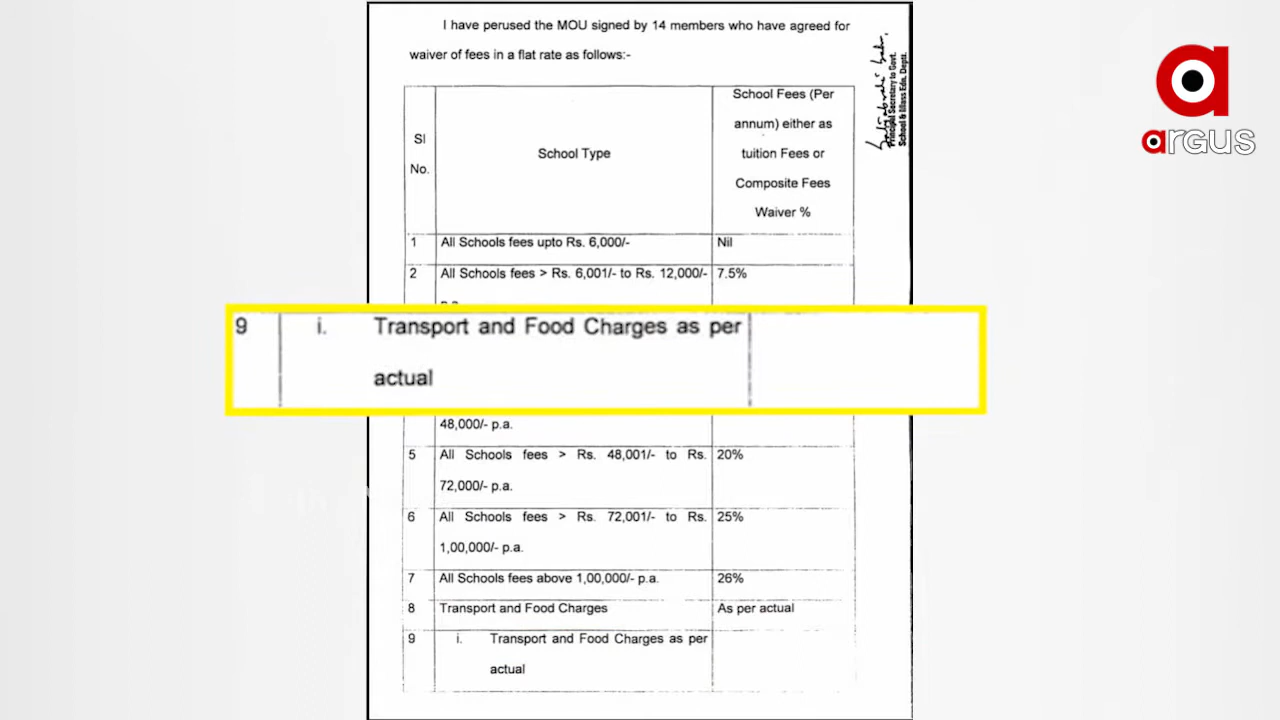 I have perused the MOU signed by 14 members who have agreed for
waiver of fees in a flat rate as follows:-
Sl
No.
School Type
School Fees (Per
annum) either as
tuition Fees or
Composite Fees
Waiver %
1 All Schools fees upto Rs. 6,000/- Nil
2 All Schools fees > Rs. 6,001/- to Rs. 12,000/- 7.5%
9 i. Transport and Food Charges as per
actual
48,000/- p.a.
5 All Schools fees > Rs. 48,001/- to Rs. 20%
72,000/- p.a.
6 All Schools fees > Rs. 72,001/- to Rs. 25%
1,00,000/- p.a.
7 All Schools fees above 1,00,000/- p.a. 26%
8 Transport and Food Charges As per actual
9 i. Transport and Food Charges as per
actual
Principal Secretary to Govt.
School & Mass Edn. Deptt.
a
argus